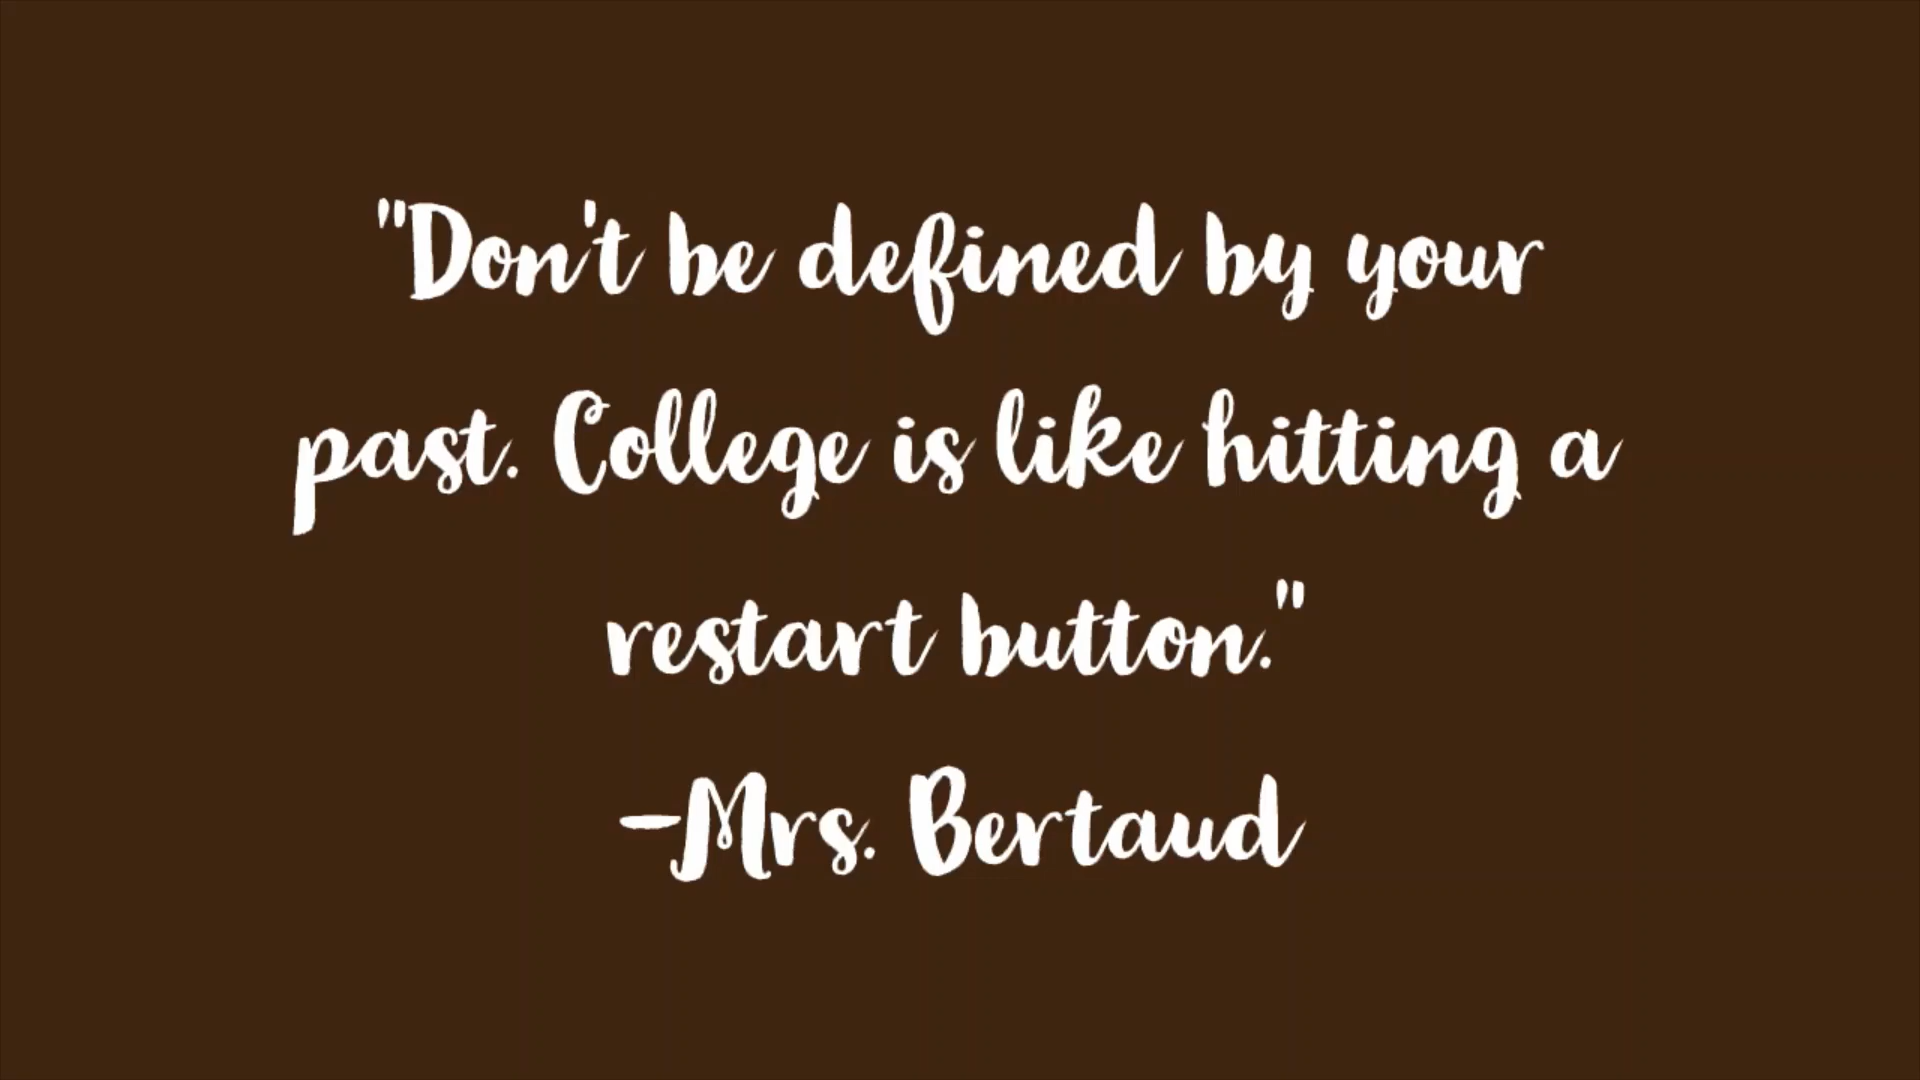 "Don't be defined by your
past. College is like hitting a
restart button."
-Mrs. Bertaud